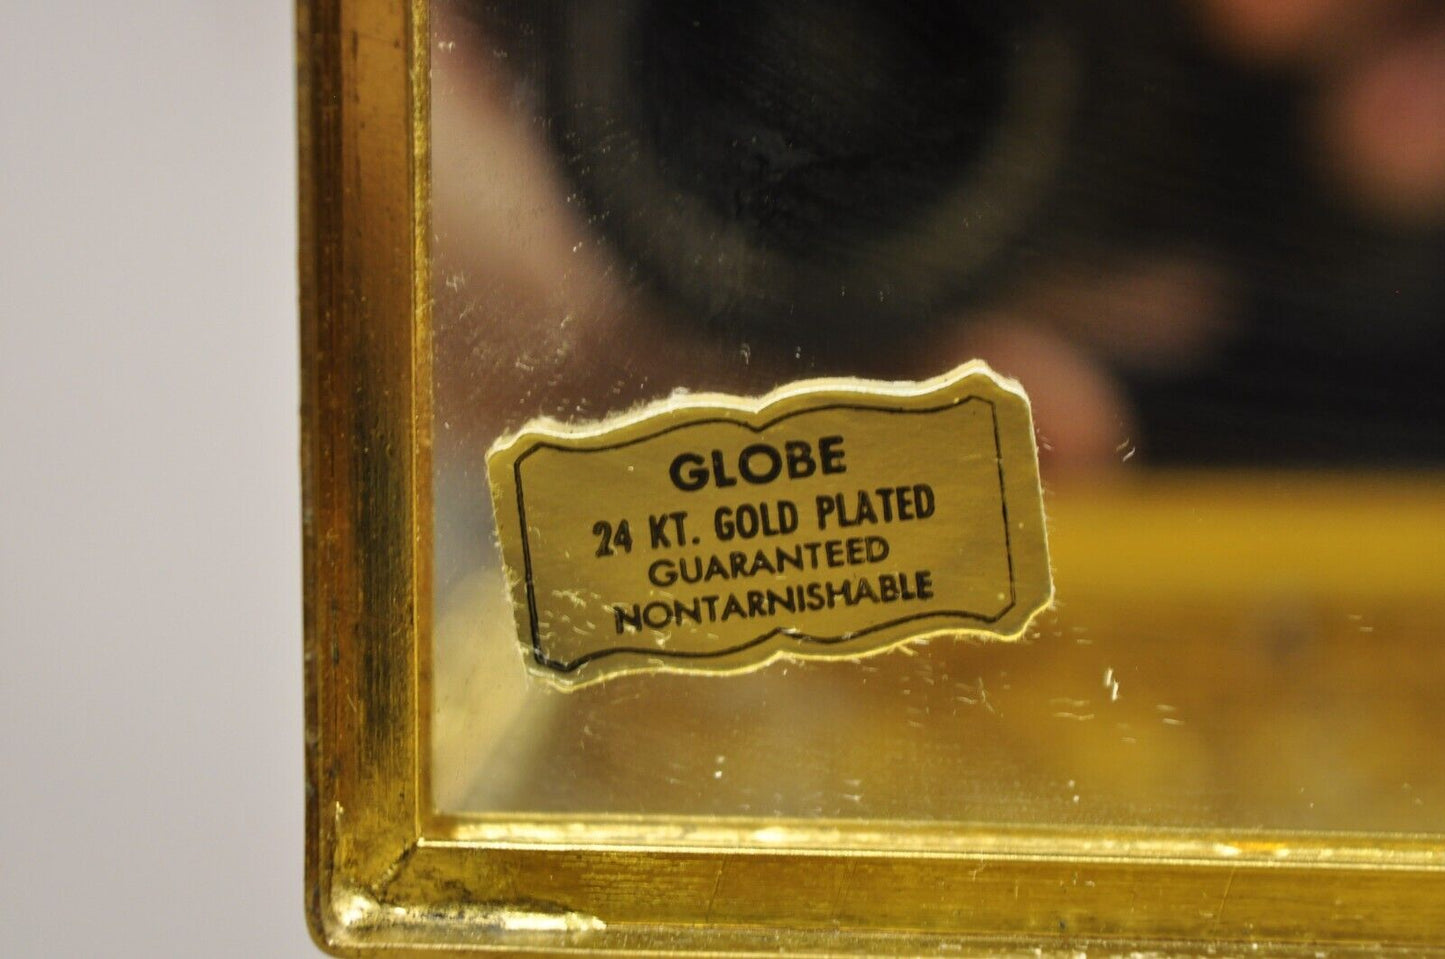 GLOBE
24 KT. GOLD PLATED
GUARANTEED
NONTARNISHABLE